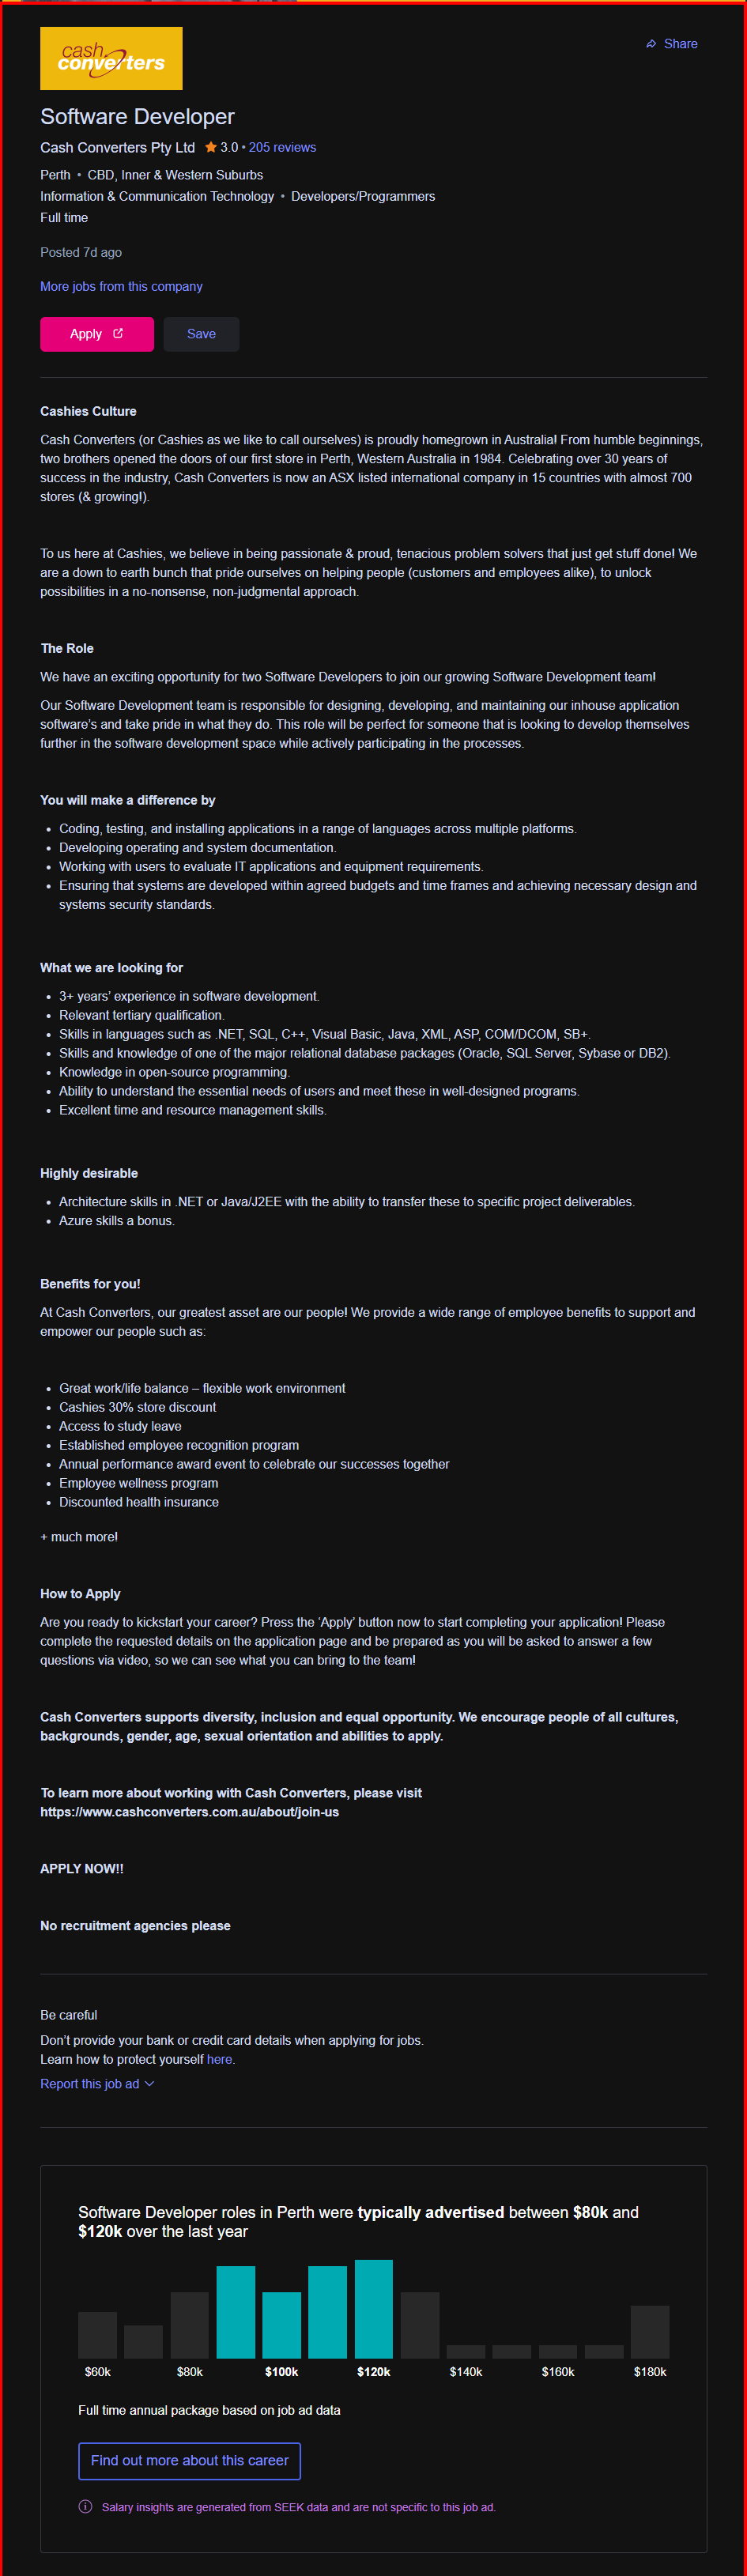 cash
converters
Share
Software Developer
Cash Converters Pty Ltd 3.0 • 205 reviews
Perth • CBD, Inner & Western Suburbs
Information & Communication Technology • Developers/Programmers
Full time
Posted 7d ago
More jobs from this company
Apply Save
Cashies Culture
Cash Converters (or Cashies as we like to call ourselves) is proudly homegrown in Australia! From humble beginnings,
two brothers opened the doors of our first store in Perth, Western Australia in 1984. Celebrating over 30 years of
success in the industry, Cash Converters is now an ASX listed international company in 15 countries with almost 700
stores (& growing!).
To us here at Cashies, we believe in being passionate & proud, tenacious problem solvers that just get stuff done! We
are a down to earth bunch that pride ourselves on helping people (customers and employees alike), to unlock
possibilities in a no-nonsense, non-judgmental approach.
The Role
We have an exciting opportunity for two Software Developers to join our growing Software Development team!
Our Software Development team is responsible for designing, developing, and maintaining our inhouse application
software's and take pride in what they do. This role will be perfect for someone that is looking to develop themselves
further in the software development space while actively participating in the processes.
You will make a difference by
• Coding, testing, and installing applications in a range of languages across multiple platforms.
• Developing operating and system documentation.
• Working with users to evaluate IT applications and equipment requirements.
• Ensuring that systems are developed within agreed budgets and time frames and achieving necessary design and
systems security standards.
What we are looking for
• 3+ years' experience in software development.
• Relevant tertiary qualification.
• Skills in languages such as .NET, SQL, C++, Visual Basic, Java, XML, ASP, COM/DCOM, SB+.
• Skills and knowledge of one of the major relational database packages (Oracle, SQL Server, Sybase or DB2).
• Knowledge in open-source programming.
• Ability to understand the essential needs of users and meet these in well-designed programs.
• Excellent time and resource management skills.
Highly desirable
• Architecture skills in .NET or Java/J2EE with the ability to transfer these to specific project deliverables.
• Azure skills a bonus.
Benefits for you!
At Cash Converters, our greatest asset are our people! We provide a wide range of employee benefits to support and
empower our people such as:
• Great work/life balance – flexible work environment
• Cashies 30% store discount
• Access to study leave
• Established employee recognition program
• Annual performance award event to celebrate our successes together
• Employee wellness program
• Discounted health insurance
+ much more!
How to Apply
Are you ready to kickstart your career? Press the 'Apply' button now to start completing your application! Please
complete the requested details on the application page and be prepared as you will be asked to answer a few
questions via video, so we can see what you can bring to the team!
Cash Converters supports diversity, inclusion and equal opportunity. We encourage people of all cultures,
backgrounds, gender, age, sexual orientation and abilities to apply.
To learn more about working with Cash Converters, please visit
https://www.cashconverters.com.au/about/join-us
APPLY NOW!!
No recruitment agencies please
Be careful
Don't provide your bank or credit card details when applying for jobs.
Learn how to protect yourself here.
Report this job ad
Software Developer roles in Perth were typically advertised between $80k and
$120k over the last year
$60k $80k $100k $120k $140k $160k $180k
Full time annual package based on job ad data
Find out more about this career
Salary insights are generated from SEEK data and are not specific to this job ad.